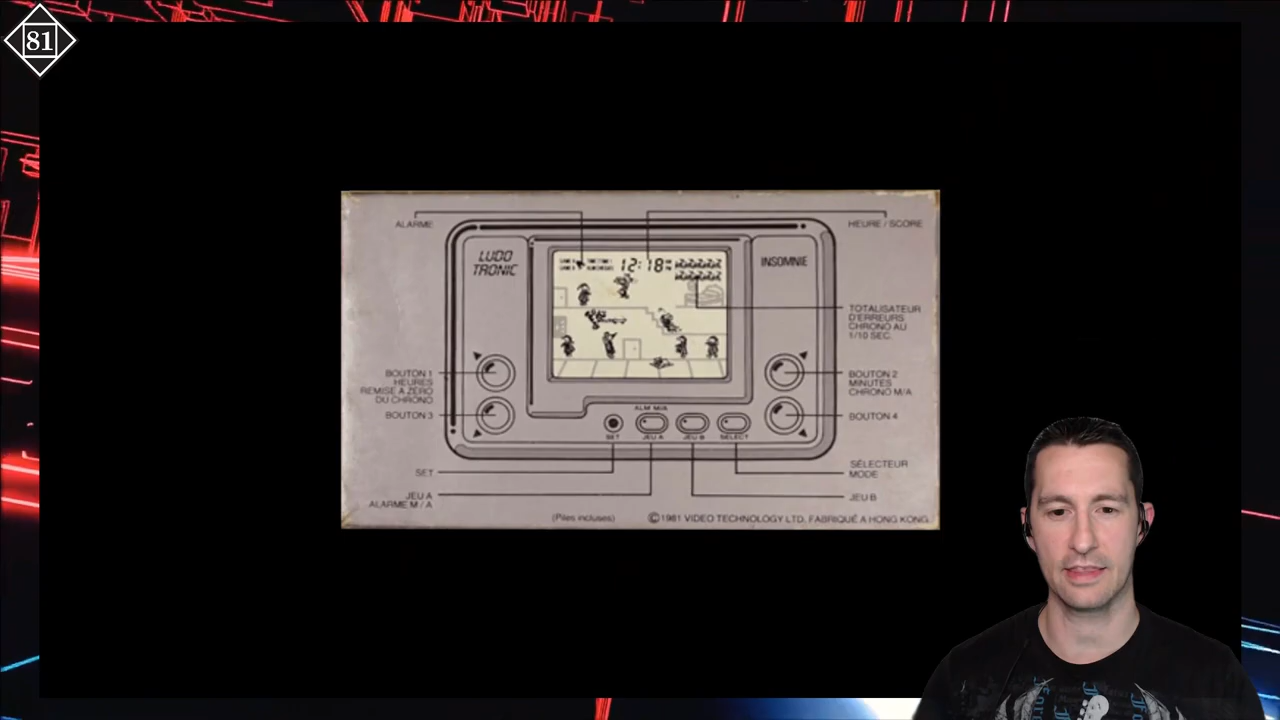 81
ALARME
HEURE / SCORE
LUDO
TRONIC
12:18
INSOMNIE
TOTALISATEUR
D'ERREURS
CHRONO AU
1/10 SEC.
BOUTON 1
HEURES
REMISE A ZERO
DU CHRONO
BOUTON 2
MINUTES
CHRONO M/A
BOUTON 3
BOUTON 4
ALM M/A
SET
JEU A
JEU B
SELECT
SET
SÉLECTEUR
MODE
JEU A
ALARME M / A
JEU B
(Piles incluses)
©1981 VIDEO TECHNOLOGY LTD. FABRIQUÉ A HONG KONG